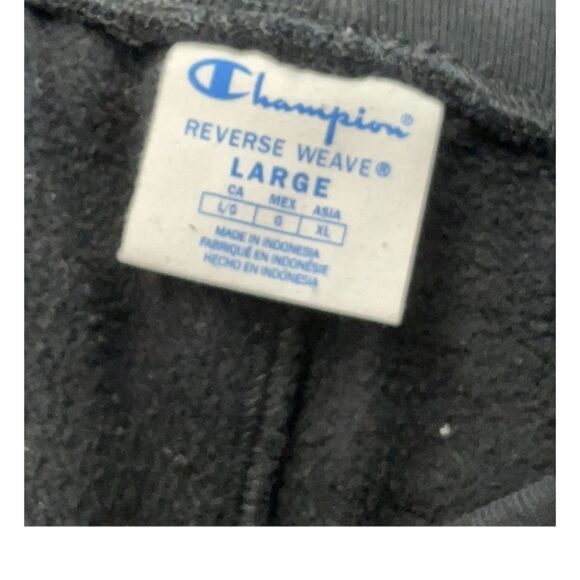 Champion®
REVERSE WEAVE®
LARGE
CA MEX ASIA
L/G G XL
MADE IN INDONESIA
FABRIQUÉ EN INDONÉSIE
HECHO EN INDONESIA